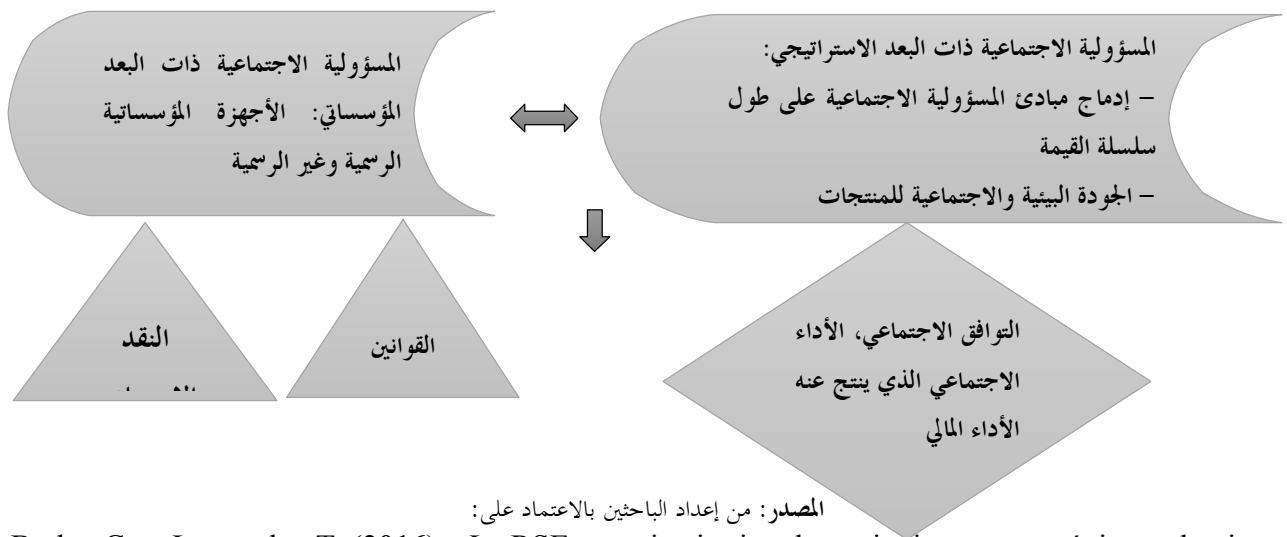 المسؤولية الاجتماعية ذات البعد الاستراتيجي:
– إدماج مبادئ المسؤولية الاجتماعية على طول
سلسلة القيمة
– الجودة البيئية والاجتماعية للمنتجات
المسؤولية الاجتماعية ذات البعد
المؤسساتي: الأجهزة المؤسساتية
الرسمية وغير الرسمية
النقد
القوانين
التوافق الاجتماعي، الأداء
الاجتماعي الذي ينتج عنه
الأداء المالي
المصدر: من إعداد الباحثين بالاعتماد على: